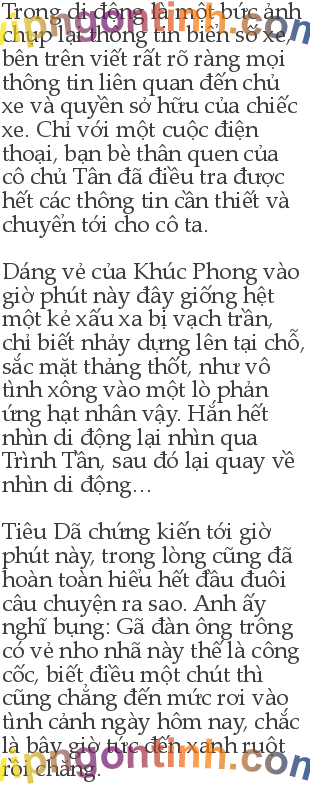 Trong di động là một bức ảnh
chụp lại thông tin biển số xe,
bên trên viết rất rõ ràng mọi
thông tin liên quan đến chủ
xe và quyền sở hữu của chiếc
xe. Chỉ với một cuộc điện
thoại, bạn bè thân quen của
cô chủ Tân đã điều tra được
hết các thông tin cần thiết và
chuyển tới cho cô ta.

Dáng vẻ của Khúc Phong vào
giờ phút này đây giống hệt
một kẻ xấu xa bị vạch trần,
chỉ biết nhảy dựng lên tại chỗ,
sắc mặt thảng thốt, như vô
tình xông vào một lò phản
ứng hạt nhân vậy. Hắn hết
nhìn di động lại nhìn qua
Trình Tân, sau đó lại quay về
nhìn di động…

Tiêu Dã chứng kiến tới giờ
phút này, trong lòng cũng đã
hoàn toàn hiểu hết đầu đuôi
câu chuyện ra sao. Anh ấy
nghĩ bụng: Gã đàn ông trông
có vẻ nho nhã này thế là công
cốc, biết điều một chút thì
cũng chẳng đến mức rơi vào
tình cảnh ngày hôm nay, chắc
là bây giờ tức đến xanh ruột
rồi chăng.
vipngontinh.com
vipngontinh.com